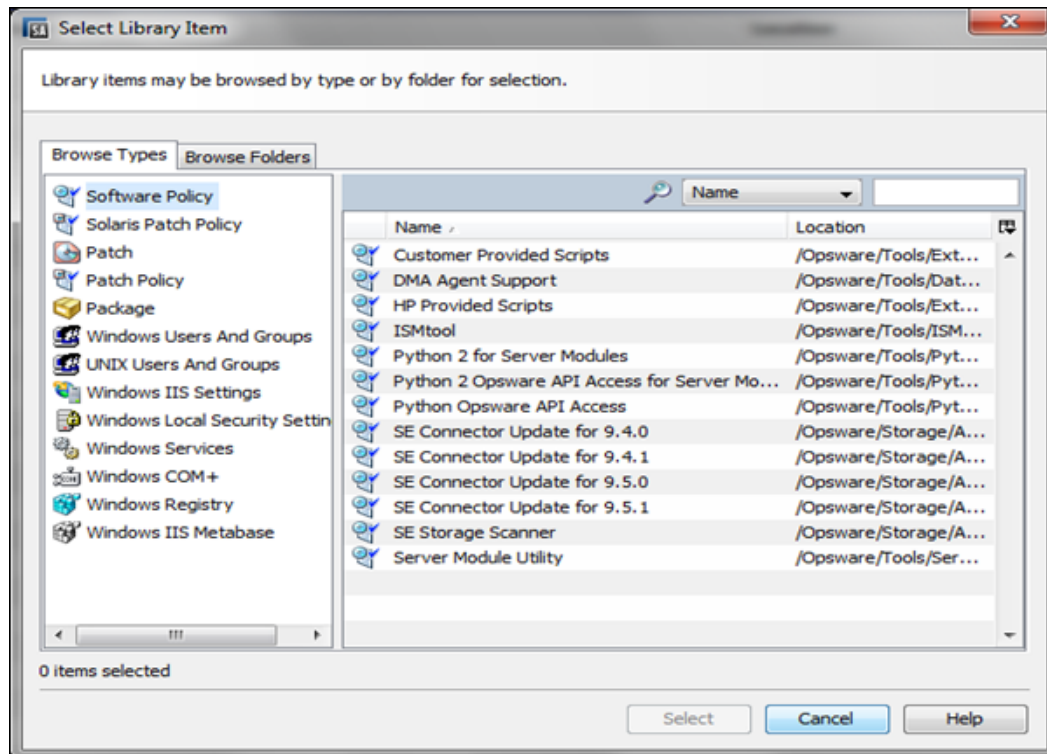 SA Select Library Item
Library items may be browsed by type or by folder for selection.
Browse Types Browse Folders
Software Policy
Solaris Patch Policy
Patch
Patch Policy
Package
Windows Users And Groups
UNIX Users And Groups
Windows IIS Settings
Windows Local Security Settin
Windows Services
Windows COM+
Windows Registry
Windows IIS Metabase
Name
Name Location
Customer Provided Scripts /Opsware/Tools/Ext...
DMA Agent Support /Opsware/Tools/Dat...
HP Provided Scripts /Opsware/Tools/Ext...
ISMtool /Opsware/Tools/ISM...
Python 2 for Server Modules /Opsware/Tools/Pyt...
Python 2 Opsware API Access for Server Mo... /Opsware/Tools/Pyt...
Python Opsware API Access /Opsware/Tools/Pyt...
SE Connector Update for 9.4.0 /Opsware/Storage/A...
SE Connector Update for 9.4.1 /Opsware/Storage/A...
SE Connector Update for 9.5.0 /Opsware/Storage/A...
SE Connector Update for 9.5.1 /Opsware/Storage/A...
SE Storage Scanner /Opsware/Storage/A...
Server Module Utility /Opsware/Tools/Ser...
0 items selected
Select Cancel Help